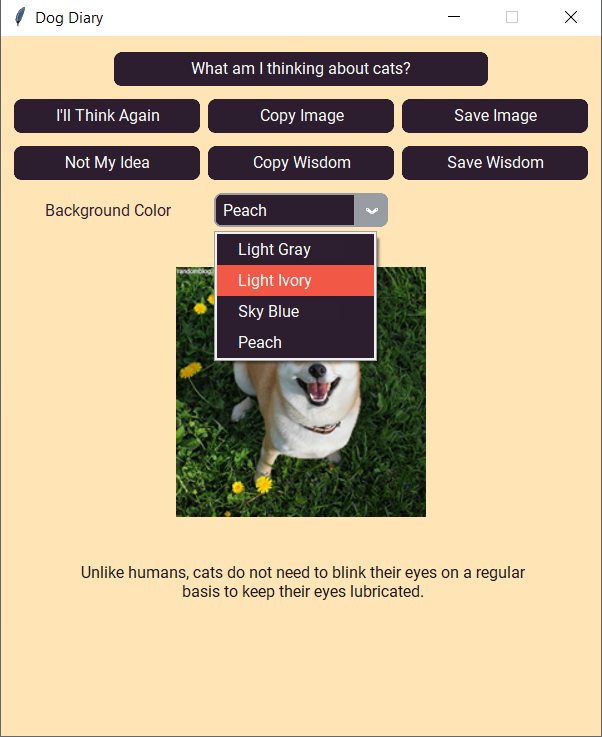 Dog Diary
What am I thinking about cats?
I'll Think Again
Copy Image
Save Image
Not My Idea
Copy Wisdom
Save Wisdom
Background Color
Peach
Light Gray
Light Ivory
Sky Blue
Peach
Unlike humans, cats do not need to blink their eyes on a regular
basis to keep their eyes lubricated.